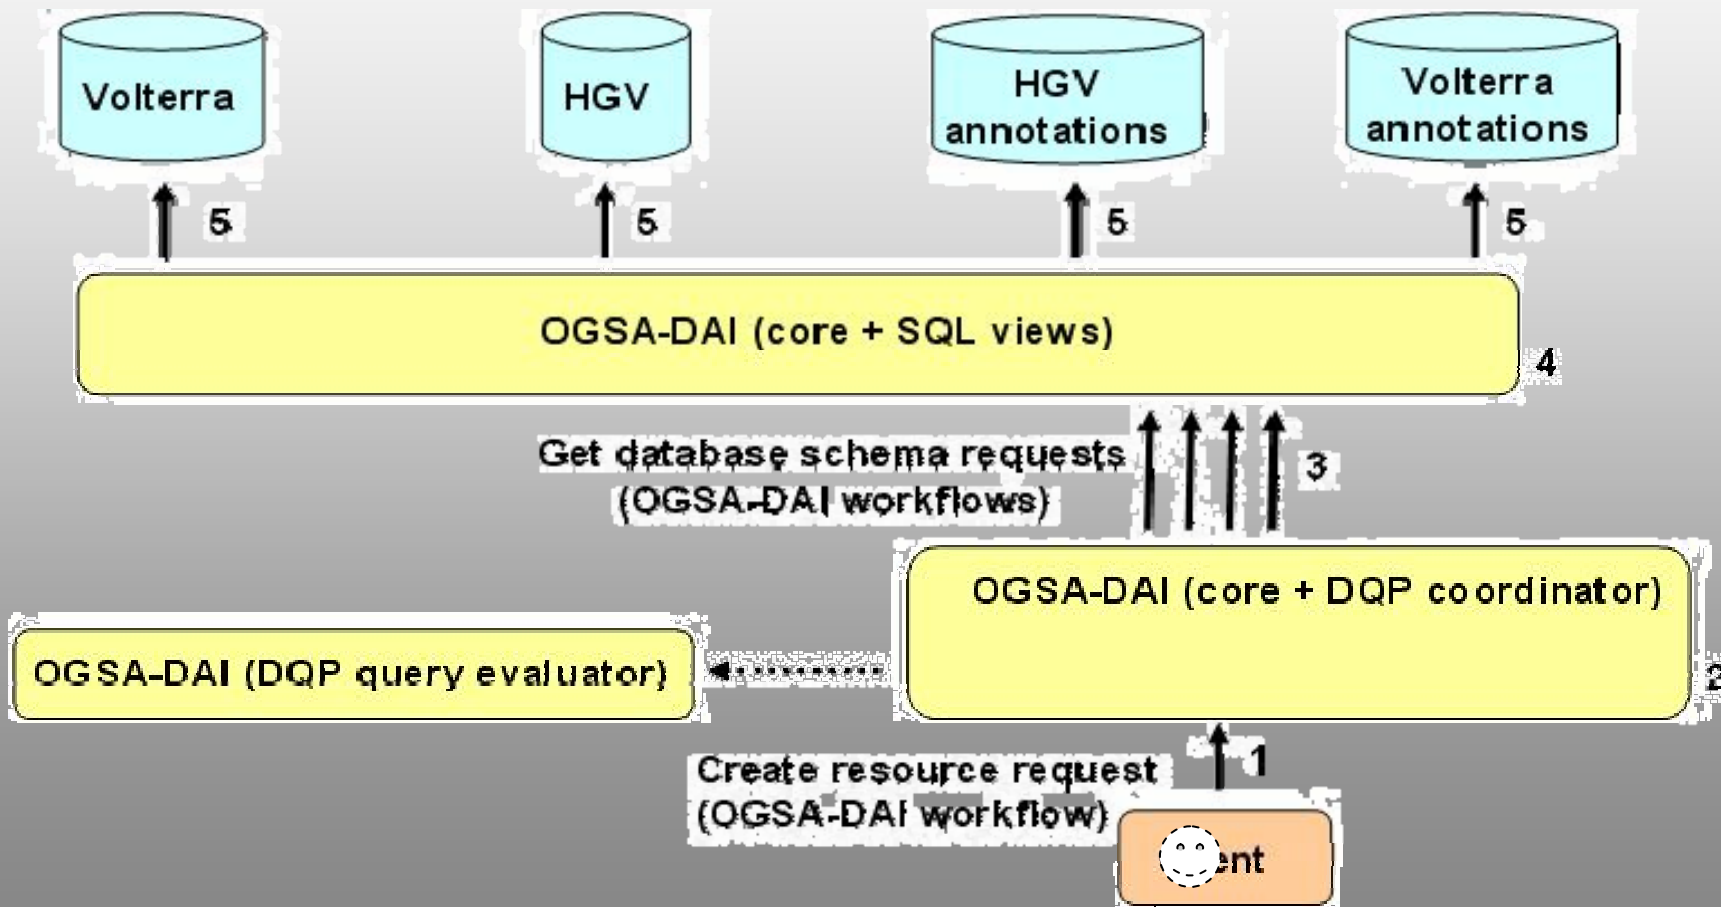 Volterra
HGV
HGV
annotations
Volterra
annotations
5
5
5
5
OGSA-DAI (core + SQL views)
4
Get database schema requests
(OGSA-DAI workflows)
3
OGSA-DAI (core + DQP coordinator)
OGSA-DAI (DQP query evaluator)
2
Create resource request
(OGSA-DAI workflow)
1